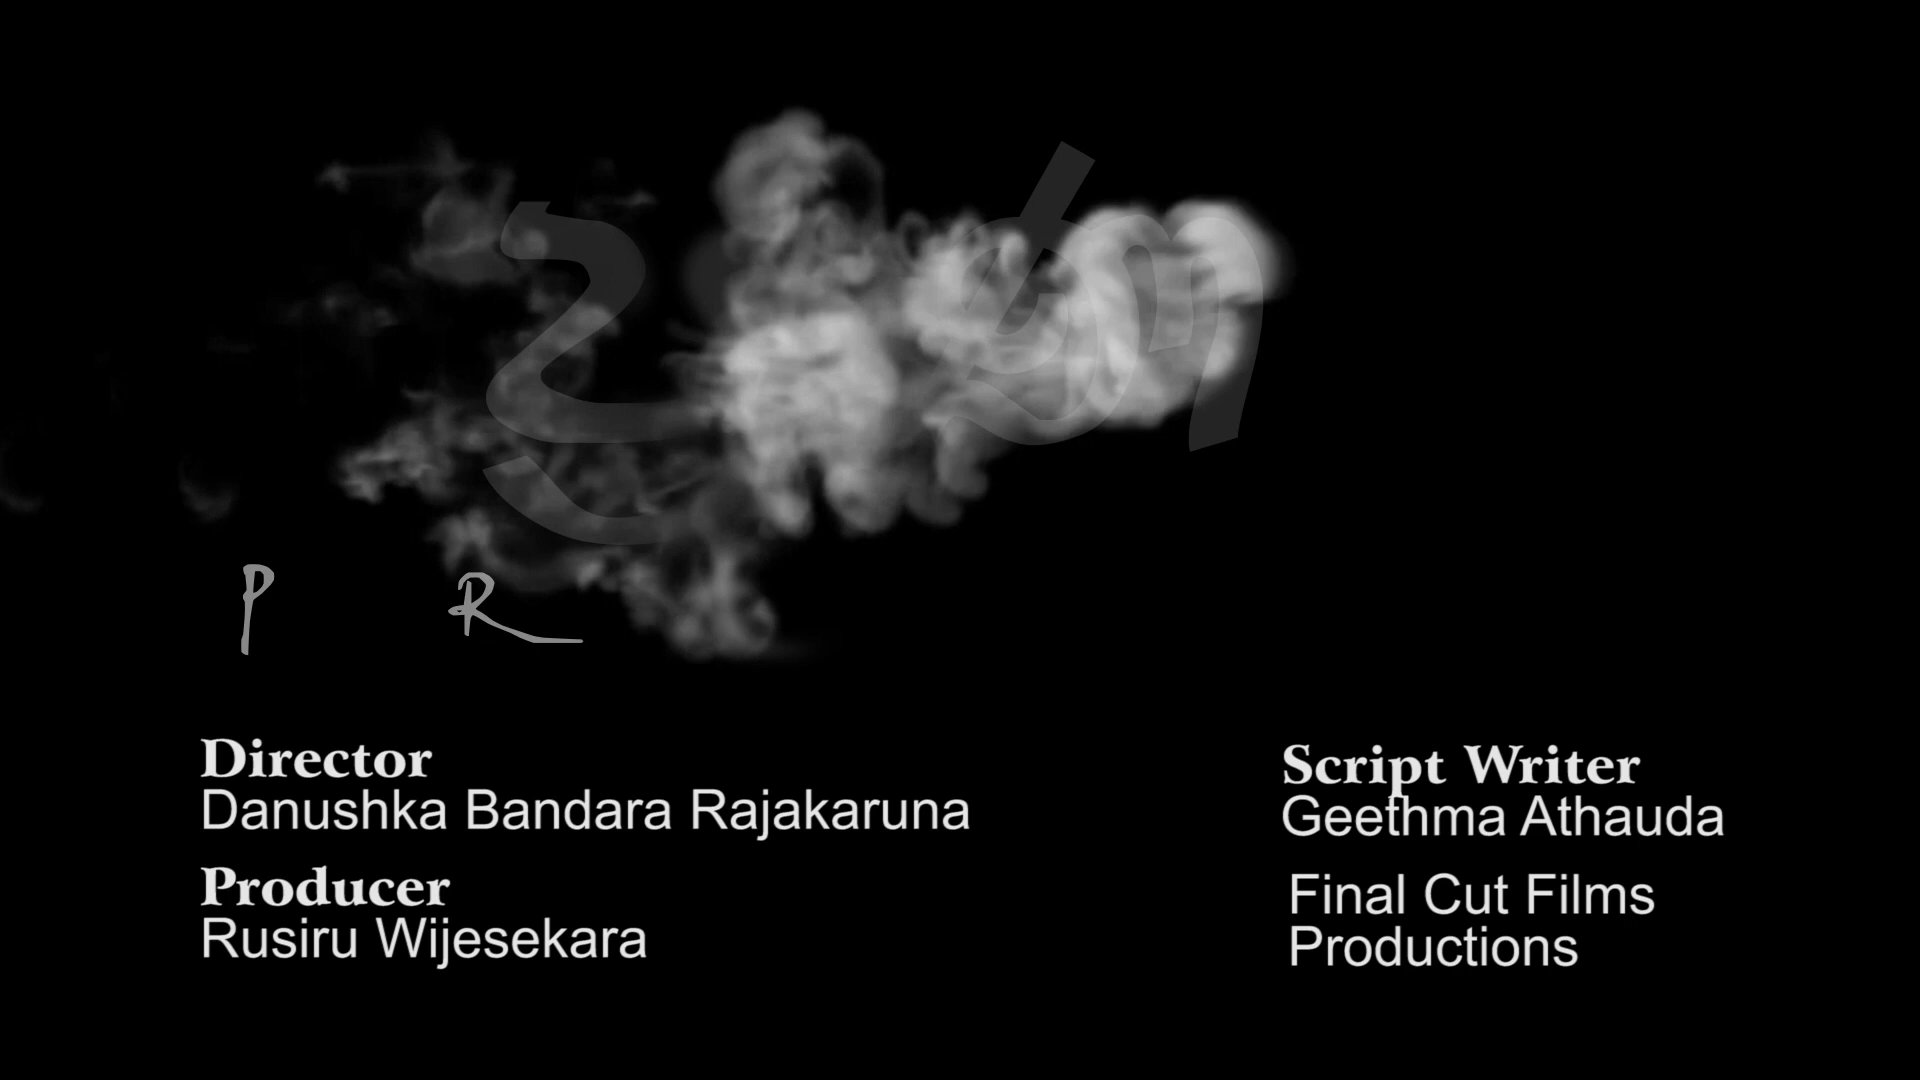 P R
Director
Danushka Bandara Rajakaruna
Producer
Rusiru Wijesekara
Script Writer
Geethma Athauda
Final Cut Films
Productions